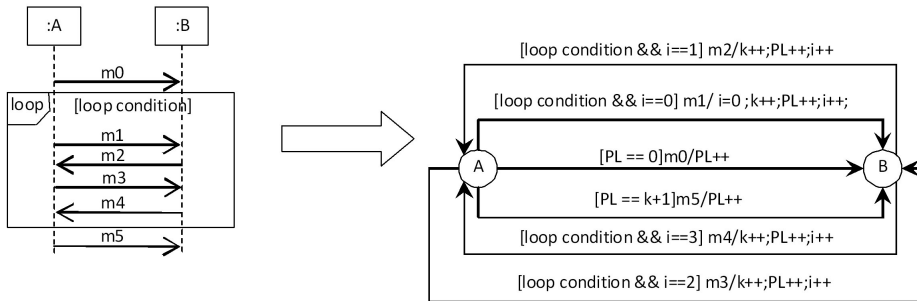 :A
:B
m0
loop
[loop condition]
m1
m2
m3
m4
m5
[loop condition && i==1] m2/k++;PL++;i++
[loop condition && i==0] m1/ i=0 ;k++;PL++;i++;
A
[PL == 0]m0/PL++
B
[PL == k+1]m5/PL++
[loop condition && i==3] m4/k++;PL++;i++
[loop condition && i==2] m3/k++;PL++;i++